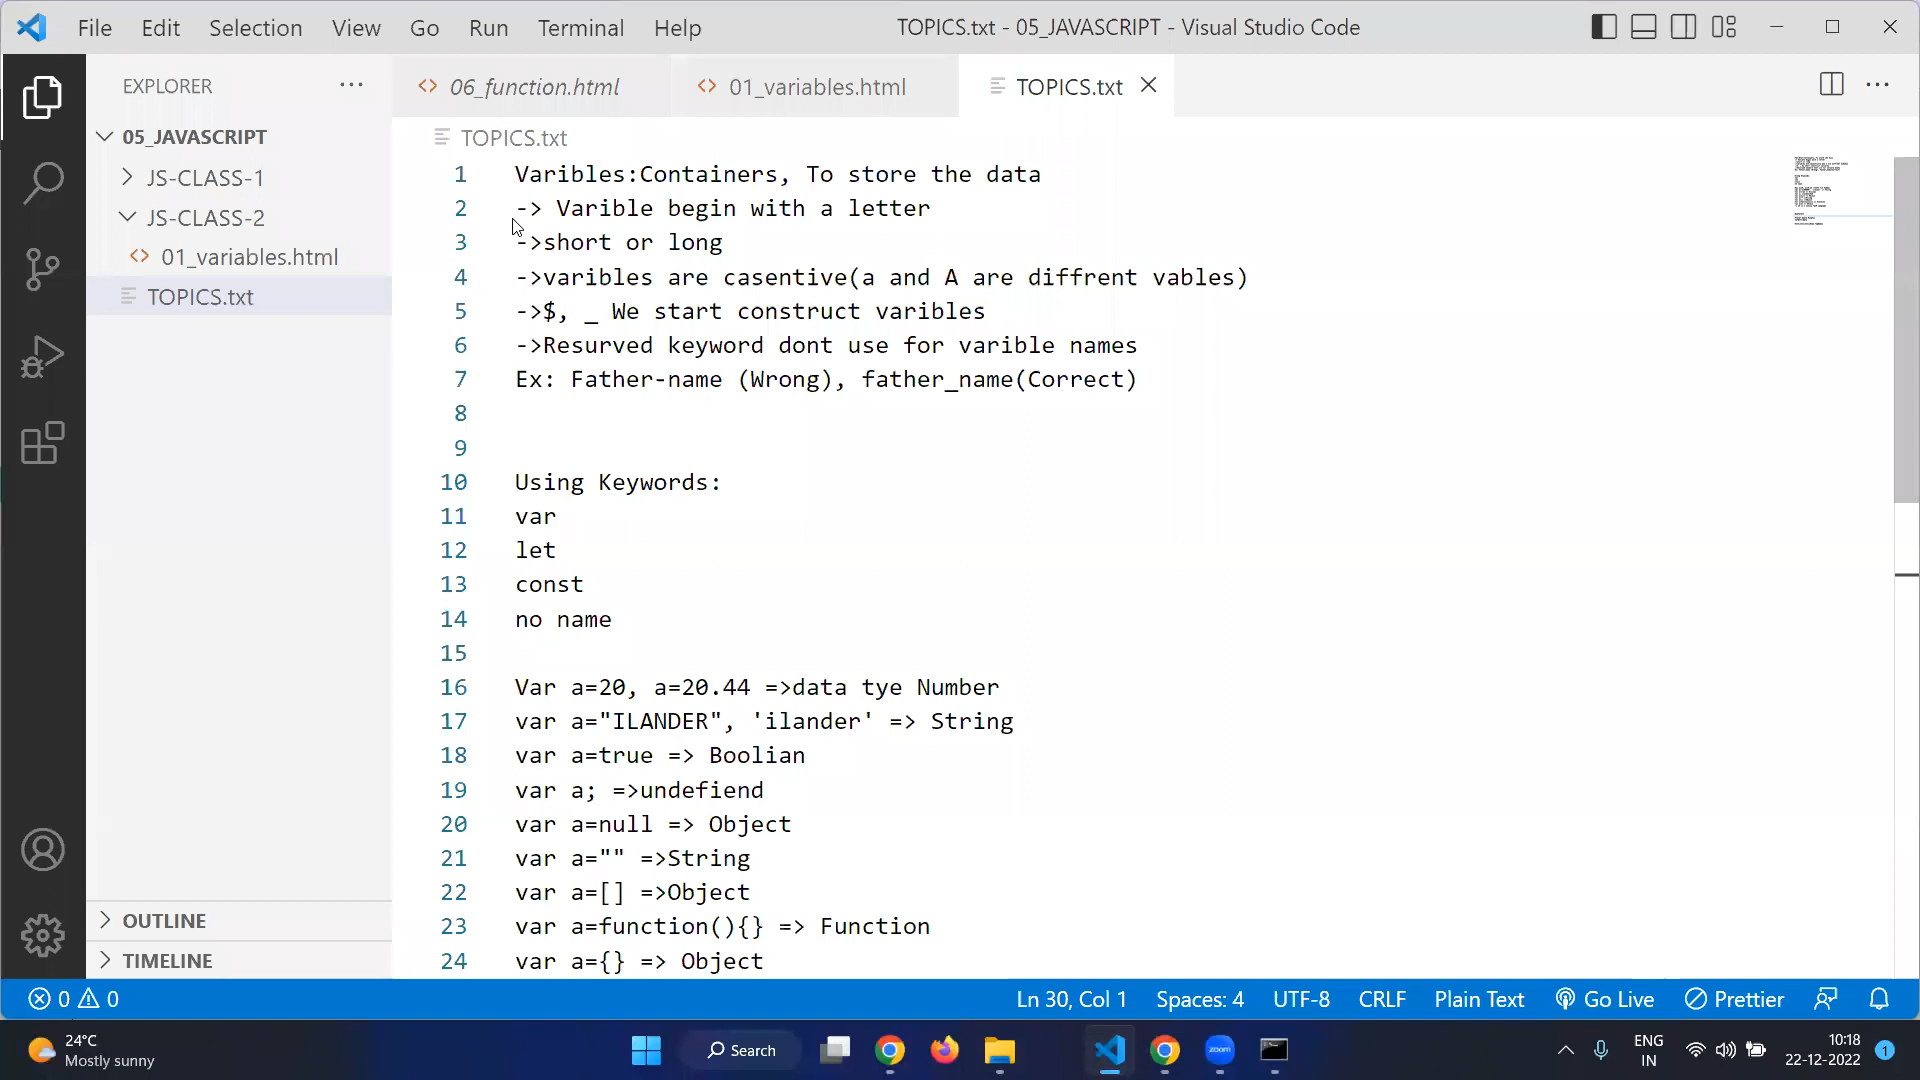 File Edit Selection View Go Run Terminal Help TOPICS.txt - 05_JAVASCRIPT - Visual Studio Code
EXPLORER ...
06_function.html 01_variables.html TOPICS.txt
05_JAVASCRIPT
JS-CLASS-1
JS-CLASS-2
01_variables.html
TOPICS.txt
OUTLINE
TIMELINE
TOPICS.txt
1 Varibles:Containers, To store the data
2 -> Varible begin with a letter
3 ->short or long
4 ->varibles are casentive(a and A are diffrent vables)
5 ->$, _ We start construct varibles
6 ->Resurved keyword dont use for varible names
7 Ex: Father-name (Wrong), father_name(Correct)
8
9
10 Using Keywords:
11 var
12 let
13 const
14 no name
15
16 Var a=20, a=20.44 =>data tye Number
17 var a="ILANDER", 'ilander' => String
18 var a=true => Boolian
19 var a; =>undefiend
20 var a=null => Object
21 var a="" =>String
22 var a=[] =>Object
23 var a=function(){} => Function
24 var a={} => Object
0 0 Ln 30, Col 1 Spaces: 4 UTF-8 CRLF Plain Text Go Live Prettier
24°C
Mostly sunny
Search
zoom
ENG
IN
10:18
22-12-2022
1